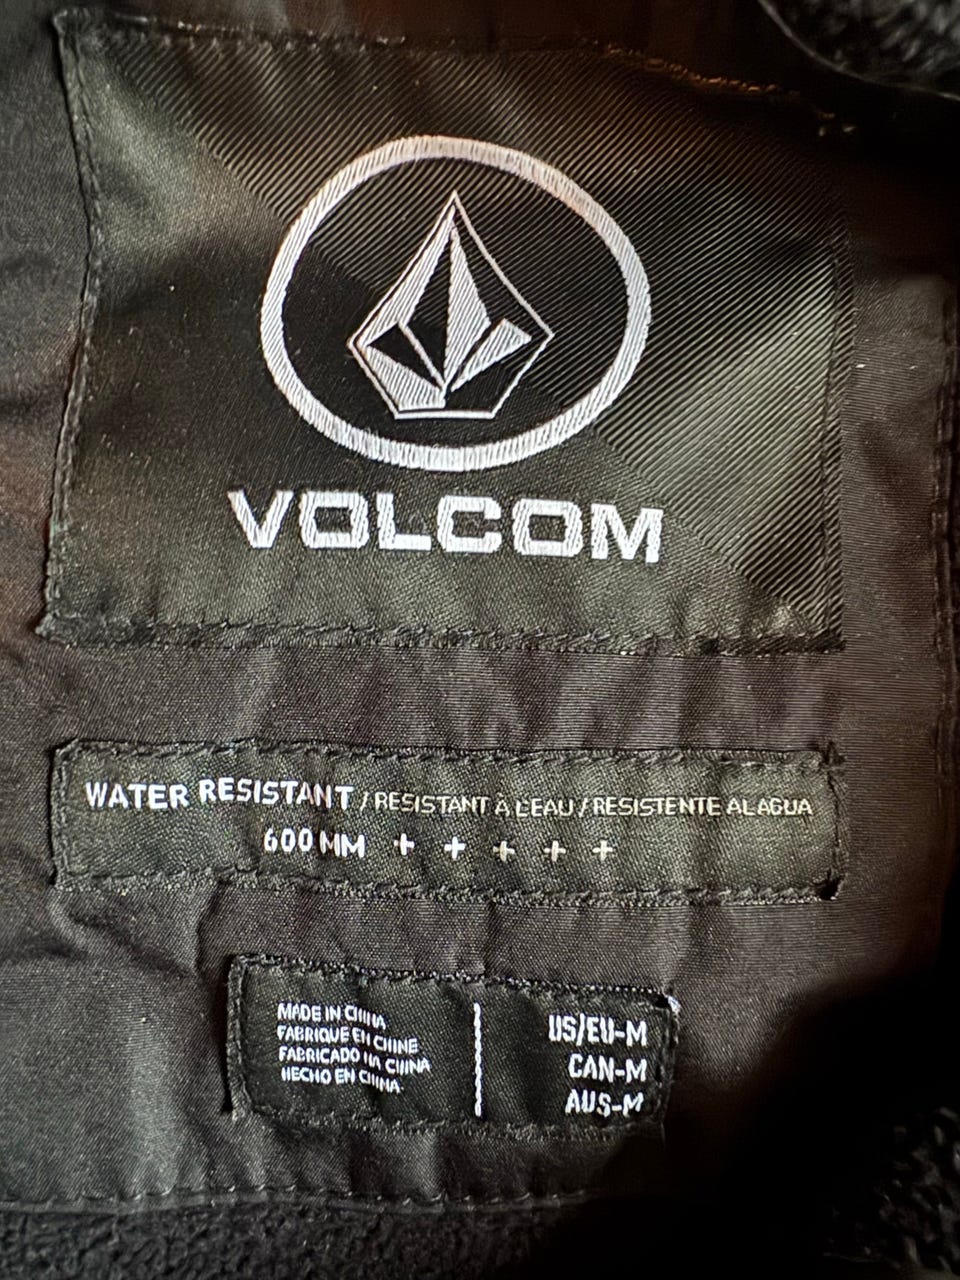 VOLCOM
WATER RESISTANT / RESISTANT À L'EAU / RESISTENTE AL AGUA
600 MM + + + + +
MADE IN CHINA
FABRIQUE EN CHINE
FABRICADO NA CHINA
HECHO EN CHINA
US/EU-M
CAN-M
AUS-M